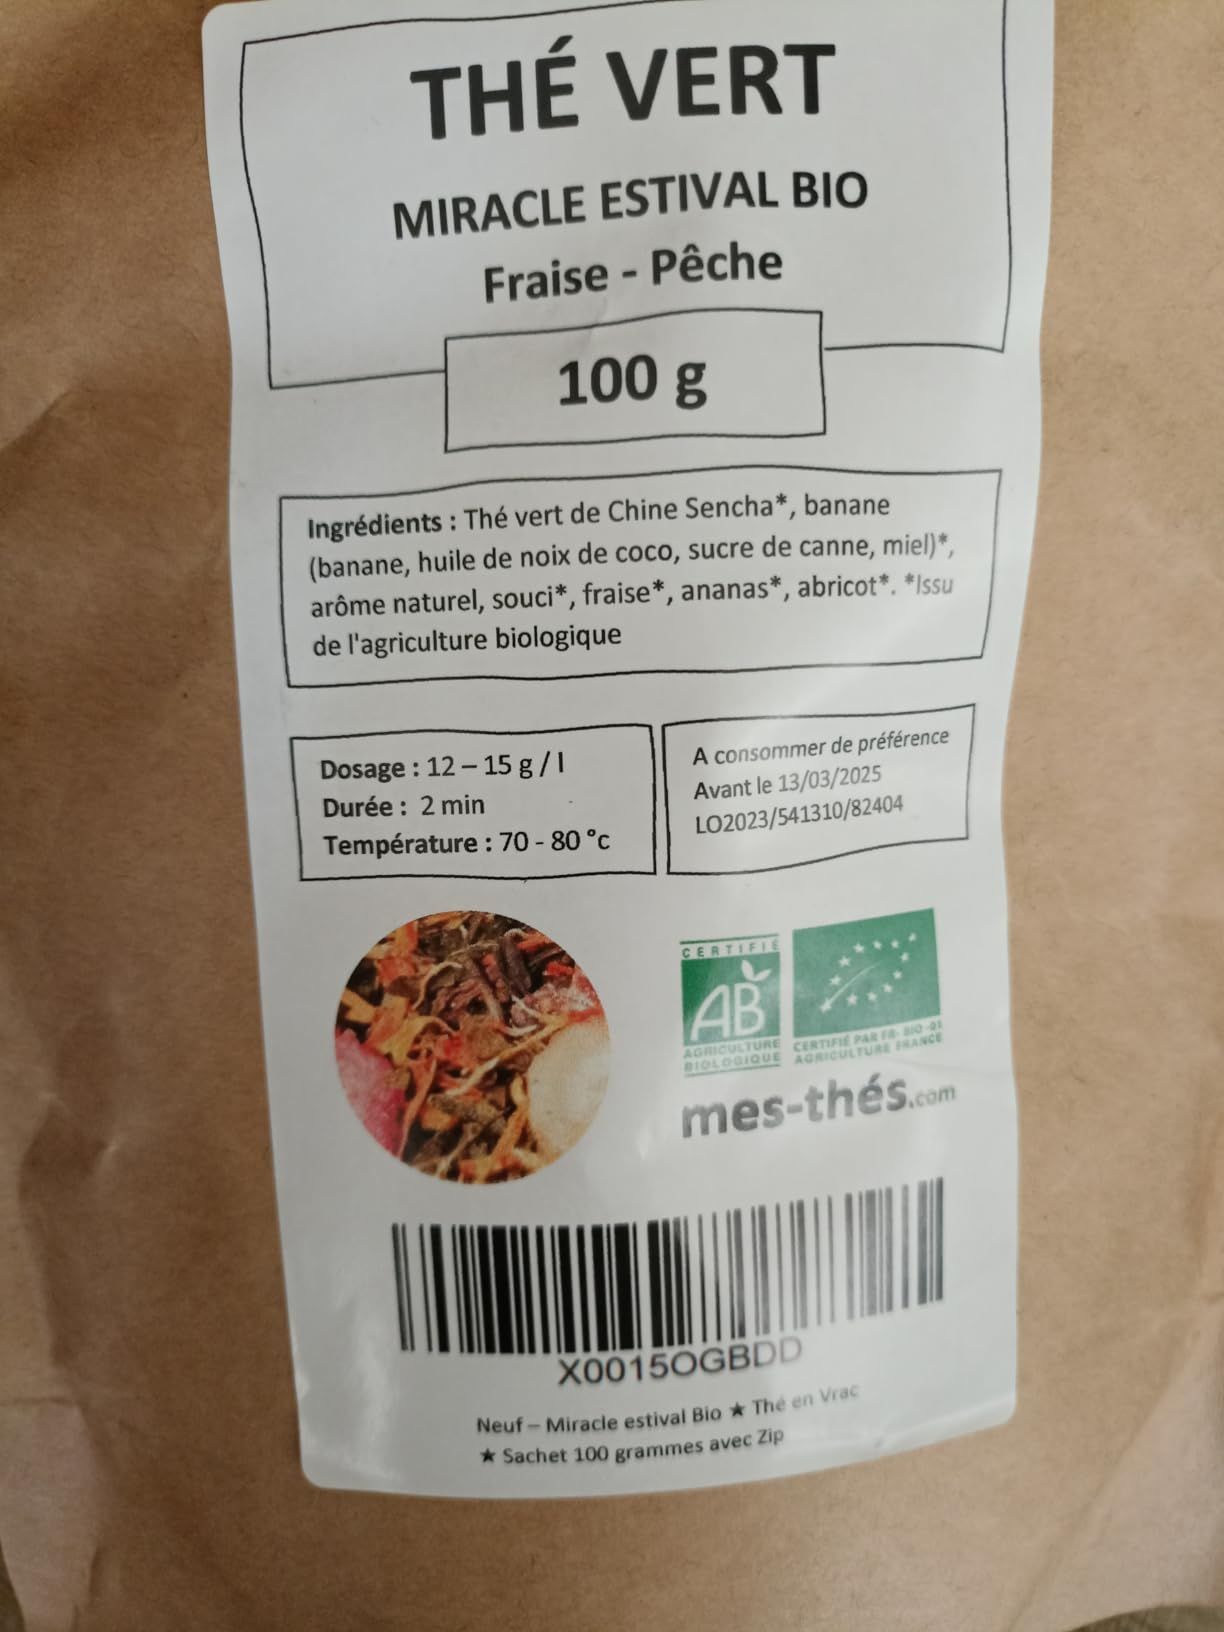 THÉ VERT
MIRACLE ESTIVAL BIO
Fraise - Pêche
100 g
Ingrédients : Thé vert de Chine Sencha*, banane
(banane, huile de noix de coco, sucre de canne, miel)*,
arôme naturel, souci*, fraise*, ananas*, abricot*. *Issu
de l'agriculture biologique
Dosage : 12 – 15 g / l
Durée : 2 min
Température : 70 - 80 °c
A consommer de préférence
Avant le 13/03/2025
LO2023/541310/82404
CERTIFIÉ
AB
AGRICULTURE
BIOLOGIQUE
CERTIFIÉ PAR FR-BIO-01
AGRICULTURE FRANCE
mes-thés.com
X0015OGBDD
Neuf – Miracle estival Bio ★ Thé en Vrac
★ Sachet 100 grammes avec Zip